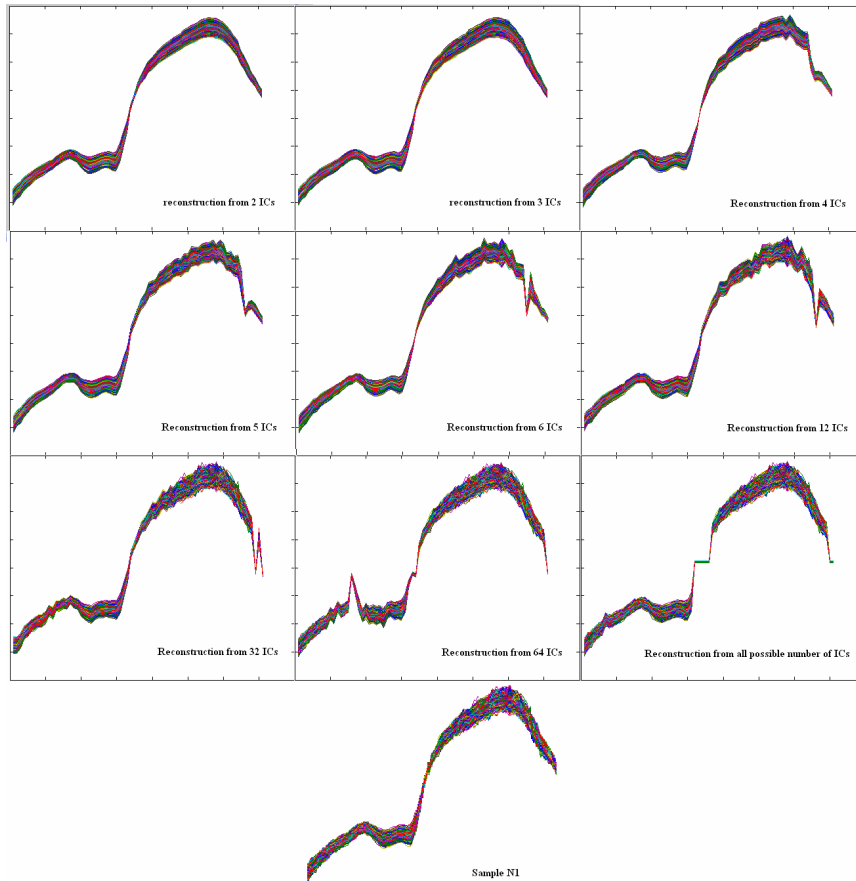 reconstruction from 2 ICs
reconstruction from 3 ICs
Reconstruction from 4 ICs
Reconstruction from 5 ICs
Reconstruction from 6 ICs
Reconstruction from 12 ICs
Reconstruction from 32 ICs
Reconstruction from 64 ICs
Reconstruction from all possible number of ICs
Sample N1